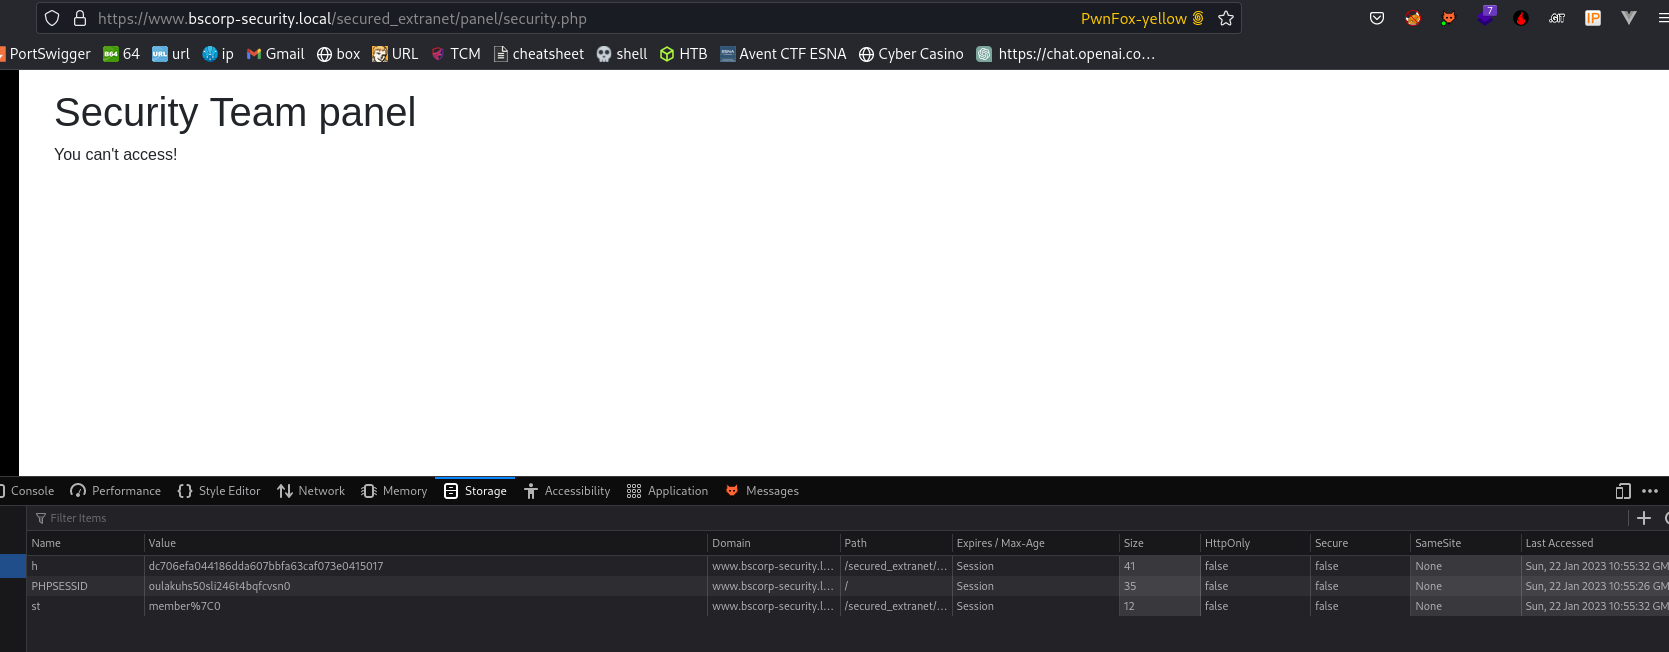 https://www.bscorp-security.local/secured_extranet/panel/security.php PwnFox-yellow 7 .GIT IP
PortSwigger B64 64 URL url ip Gmail box URL TCM cheatsheet shell HTB Avent CTF ESNA Cyber Casino https://chat.openai.co…
Security Team panel
You can't access!
Console Performance Style Editor Network Memory Storage Accessibility Application Messages
Filter Items
Name Value Domain Path Expires / Max-Age Size HttpOnly Secure SameSite Last Accessed
h dc706efa044186dda607bbfa63caf073e0415017 www.bscorp-security.l… /secured_extranet/… Session 41 false false None Sun, 22 Jan 2023 10:55:32 GM
PHPSESSID oulakuhs50sli246t4bqfcvsn0 www.bscorp-security.l… / Session 35 false false None Sun, 22 Jan 2023 10:55:26 GM
st member%7C0 www.bscorp-security.l… /secured_extranet/… Session 12 false false None Sun, 22 Jan 2023 10:55:32 GM